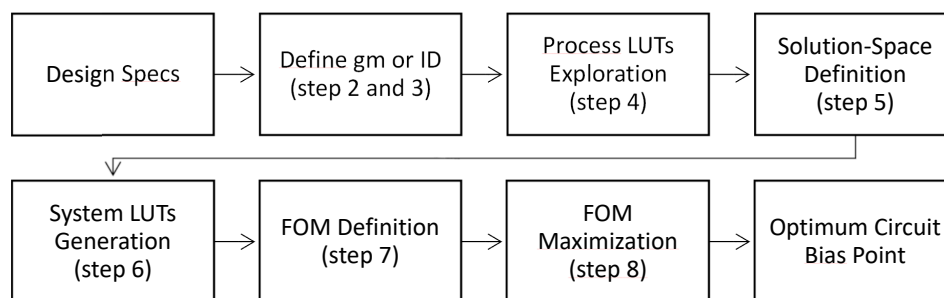 Design Specs
Define gm or ID
(step 2 and 3)
Process LUTs
Exploration
(step 4)
Solution-Space
Definition
(step 5)
System LUTs
Generation
(step 6)
FOM Definition
(step 7)
FOM
Maximization
(step 8)
Optimum Circuit
Bias Point